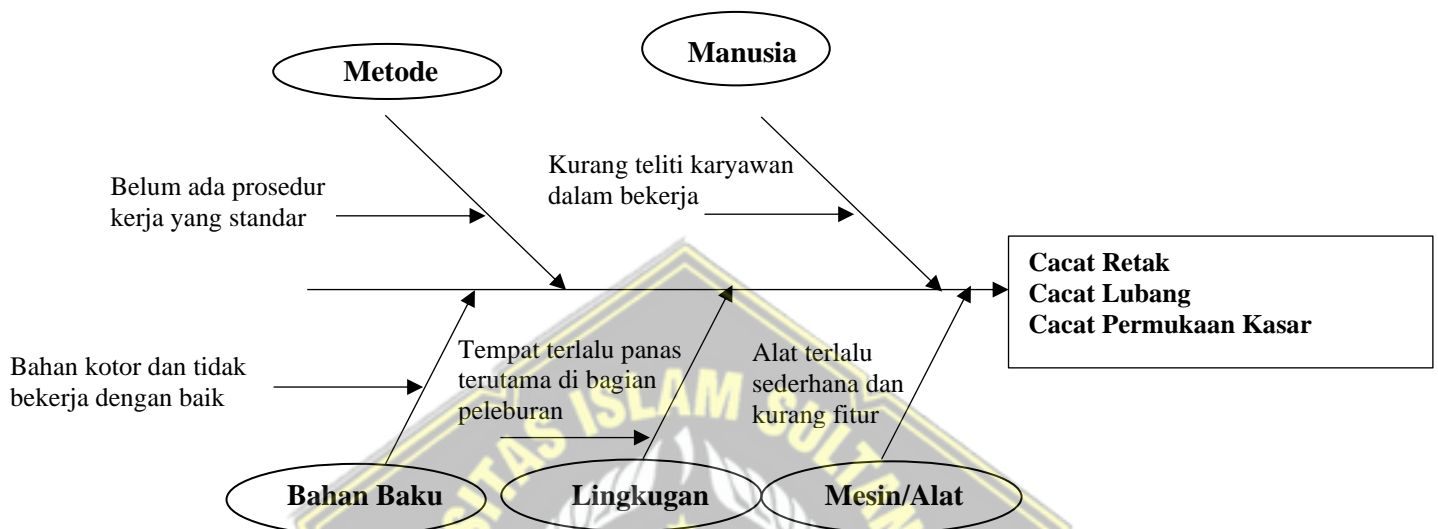 Manusia
Metode
Kurang teliti karyawan
dalam bekerja
Belum ada prosedur
kerja yang standar
Cacat Retak
Cacat Lubang
Cacat Permukaan Kasar
Bahan kotor dan tidak
bekerja dengan baik
Tempat terlalu panas
terutama di bagian
peleburan
Alat terlalu
sederhana dan
kurang fitur
ISLAM
Bahan Baku
Lingkugan
Mesin/Alat